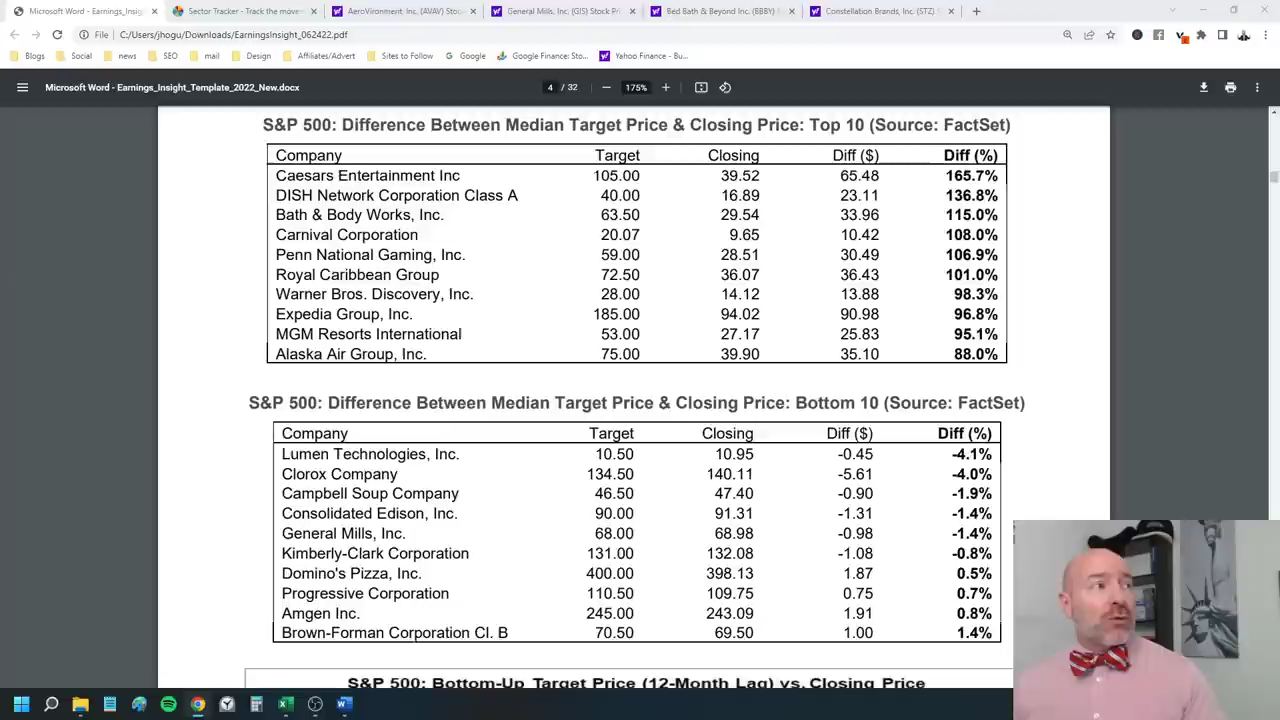 Microsoft Word - Earnings_Insi
Sector Tracker - Track the movem
AeroVironment, Inc. (AVAV) Stoc
General Mills, Inc. (GIS) Stock Pri
Bed Bath & Beyond Inc. (BBBY)
Constellation Brands, Inc. (STZ) S
File
C:/Users/jhogu/Downloads/EarningsInsight_062422.pdf
Blogs
Social
news
SEO
mail
Design
Affiliates/Advert
Sites to Follow
Google
Google Finance: Sto...
Yahoo Finance - Bu...
Microsoft Word - Earnings_Insight_Template_2022_New.docx
4 / 32
175%
S&P 500: Difference Between Median Target Price & Closing Price: Top 10 (Source: FactSet)
Company Target Closing Diff ($) Diff (%)
Caesars Entertainment Inc 105.00 39.52 65.48 165.7%
DISH Network Corporation Class A 40.00 16.89 23.11 136.8%
Bath & Body Works, Inc. 63.50 29.54 33.96 115.0%
Carnival Corporation 20.07 9.65 10.42 108.0%
Penn National Gaming, Inc. 59.00 28.51 30.49 106.9%
Royal Caribbean Group 72.50 36.07 36.43 101.0%
Warner Bros. Discovery, Inc. 28.00 14.12 13.88 98.3%
Expedia Group, Inc. 185.00 94.02 90.98 96.8%
MGM Resorts International 53.00 27.17 25.83 95.1%
Alaska Air Group, Inc. 75.00 39.90 35.10 88.0%
S&P 500: Difference Between Median Target Price & Closing Price: Bottom 10 (Source: FactSet)
Company Target Closing Diff ($) Diff (%)
Lumen Technologies, Inc. 10.50 10.95 -0.45 -4.1%
Clorox Company 134.50 140.11 -5.61 -4.0%
Campbell Soup Company 46.50 47.40 -0.90 -1.9%
Consolidated Edison, Inc. 90.00 91.31 -1.31 -1.4%
General Mills, Inc. 68.00 68.98 -0.98 -1.4%
Kimberly-Clark Corporation 131.00 132.08 -1.08 -0.8%
Domino's Pizza, Inc. 400.00 398.13 1.87 0.5%
Progressive Corporation 110.50 109.75 0.75 0.7%
Amgen Inc. 245.00 243.09 1.91 0.8%
Brown-Forman Corporation Cl. B 70.50 69.50 1.00 1.4%
S&P 500: Bottom-Up Target Price (12-Month Lag) vs. Closing Price